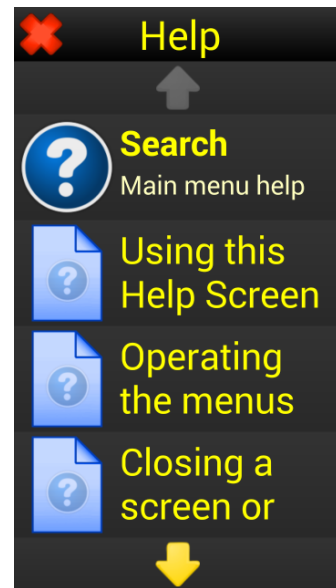 Help
Search
Main menu help
Using this
Help Screen
Operating
the menus
Closing a
screen or